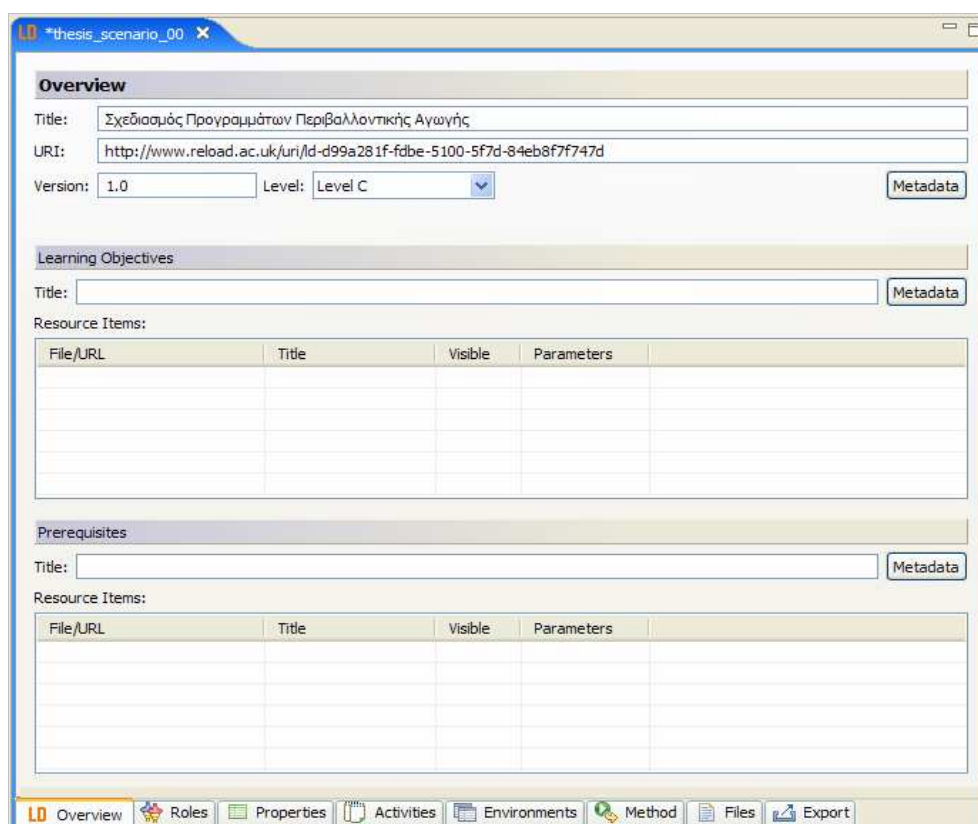 LD *thesis_scenario_00
Overview
Title: Σχεδιασμός Προγραμμάτων Περιβαλλοντικής Αγωγής
URI: http://www.reload.ac.uk/uri/ld-d99a281f-fdbe-5100-5f7d-84eb8f7f747d
Version: 1.0 Level: Level C Metadata
Learning Objectives
Title: Metadata
Resource Items:
File/URL Title Visible Parameters
Prerequisites
Title: Metadata
Resource Items:
File/URL Title Visible Parameters
LD Overview Roles Properties Activities Environments Method Files Export